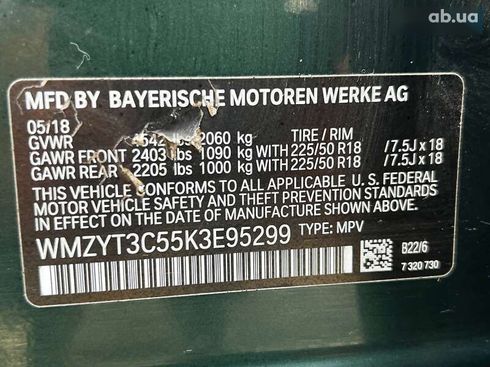 ab.ua
MFD BY BAYERISCHE MOTOREN WERKE AG
05/18 TIRE / RIM
GVWR 4542 lbs 2060 kg
GAWR FRONT 2403 lbs 1090 kg WITH 225/50 R18 / 7.5J x 18
GAWR REAR 2205 lbs 1000 kg WITH 225/50 R18 / 7.5J x 18
THIS VEHICLE CONFORMS TO ALL APPLICABLE U. S. FEDERAL
MOTOR VEHICLE SAFETY AND THEFT PREVENTION STANDARDS
IN EFFECT ON THE DATE OF MANUFACTURE SHOWN ABOVE.
WMZYT3C55K3E95299 TYPE: MPV
B22/6
7 320 730